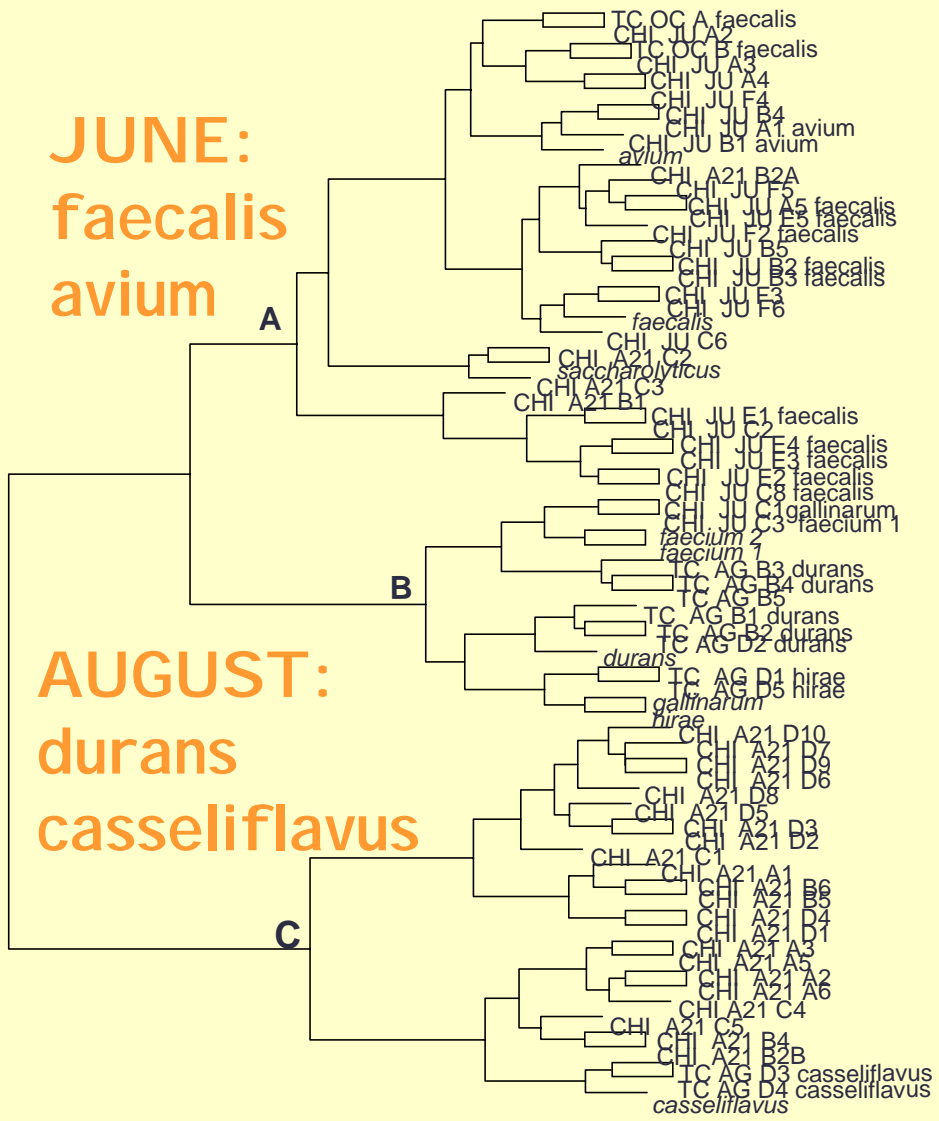 JUNE:
faecalis
avium
AUGUST:
durans
casseliflavus
A
B
C
TC OC A faecalis
CHI JU A2
TC OC B faecalis
CHI JU A3
CHI JU A4
CHI JU F4
CHI JU B4
CHI JU A1 avium
CHI JU B1 avium
avium
CHI A21 B2A
CHI JU F5
CHI JU A5 faecalis
CHI JU E5 faecalis
CHI JU F2 faecalis
CHI JU B5
CHI JU B2 faecalis
CHI JU B3 faecalis
CHI JU F3
CHI JU F6
faecalis
CHI JU C6
CHI A21 C2
saccharolyticus
CHI A21 C3
CHI A21 B1
CHI JU E1 faecalis
CHI JU C2
CHI JU E4 faecalis
CHI JU E3 faecalis
CHI JU E2 faecalis
CHI JU C8 faecalis
CHI JU C1gallinarum
CHI JU C3 faecium 1
faecium 2
faecium 1
TC AG B3 durans
TC AG B4 durans
TC AG B5
TC AG B1 durans
TC AG B2 durans
TC AG D2 durans
durans
TC AG D1 hirae
TC AG D5 hirae
gallinarum
hirae
CHI A21 D10
CHI A21 D7
CHI A21 D9
CHI A21 D6
CHI A21 D8
CHI A21 D5
CHI A21 D3
CHI A21 D2
CHI A21 C1
CHI A21 A1
CHI A21 B6
CHI A21 B5
CHI A21 D4
CHI A21 D1
CHI A21 A3
CHI A21 A5
CHI A21 A2
CHI A21 A6
CHI A21 C4
CHI A21 C5
CHI A21 B4
CHI A21 B2B
TC AG D3 casseliflavus
TC AG D4 casseliflavus
casseliflavus